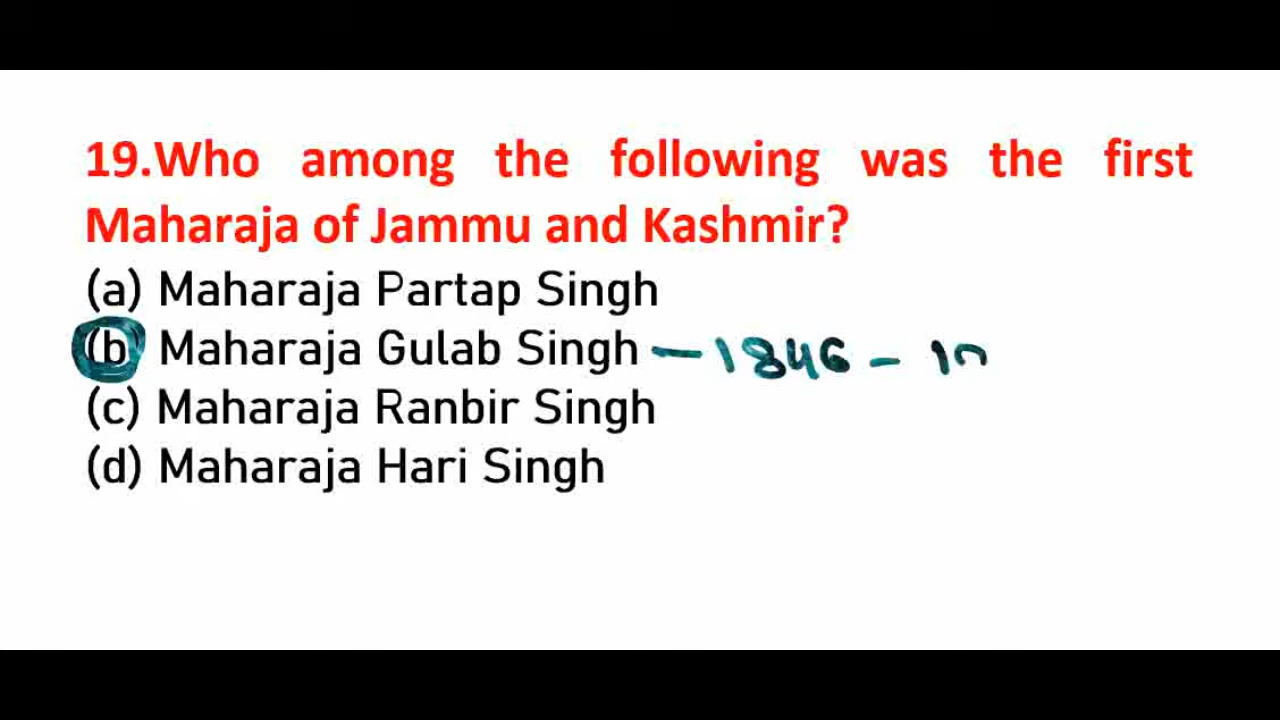 19.Who among the following was the first
Maharaja of Jammu and Kashmir?
(a) Maharaja Partap Singh
(b) Maharaja Gulab Singh — 1846 -
(c) Maharaja Ranbir Singh
(d) Maharaja Hari Singh